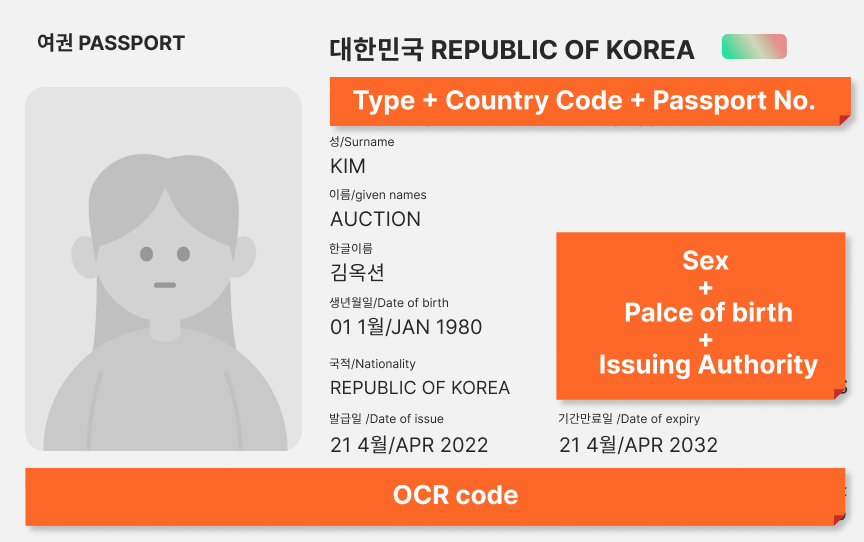 여권 PASSPORT
대한민국 REPUBLIC OF KOREA
Type + Country Code + Passport No.
성/Surname
KIM
이름/given names
AUCTION
한글이름
김옥션
생년월일/Date of birth
01 1월/JAN 1980
Sex
+
Palce of birth
+
Issuing Authority
국적/Nationality
REPUBLIC OF KOREA
발급일 /Date of issue
기간만료일 /Date of expiry
21 4월/APR 2022
21 4월/APR 2032
OCR code